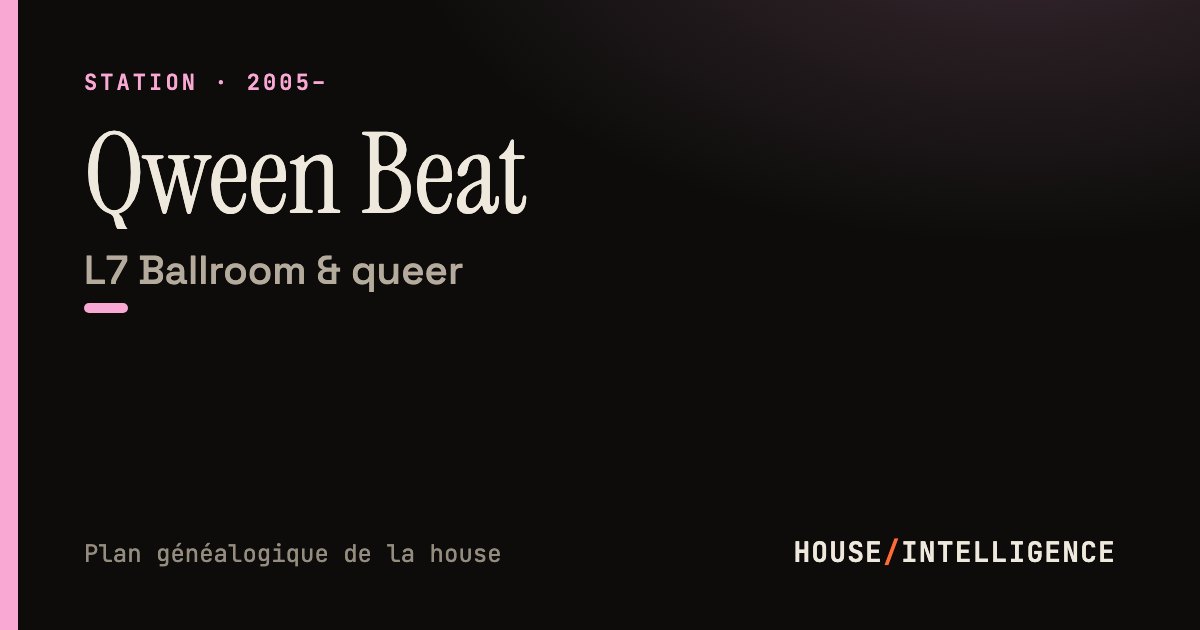 STATION · 2005–
Qween Beat
L7 Ballroom & queer
Plan généalogique de la house
HOUSE/INTELLIGENCE